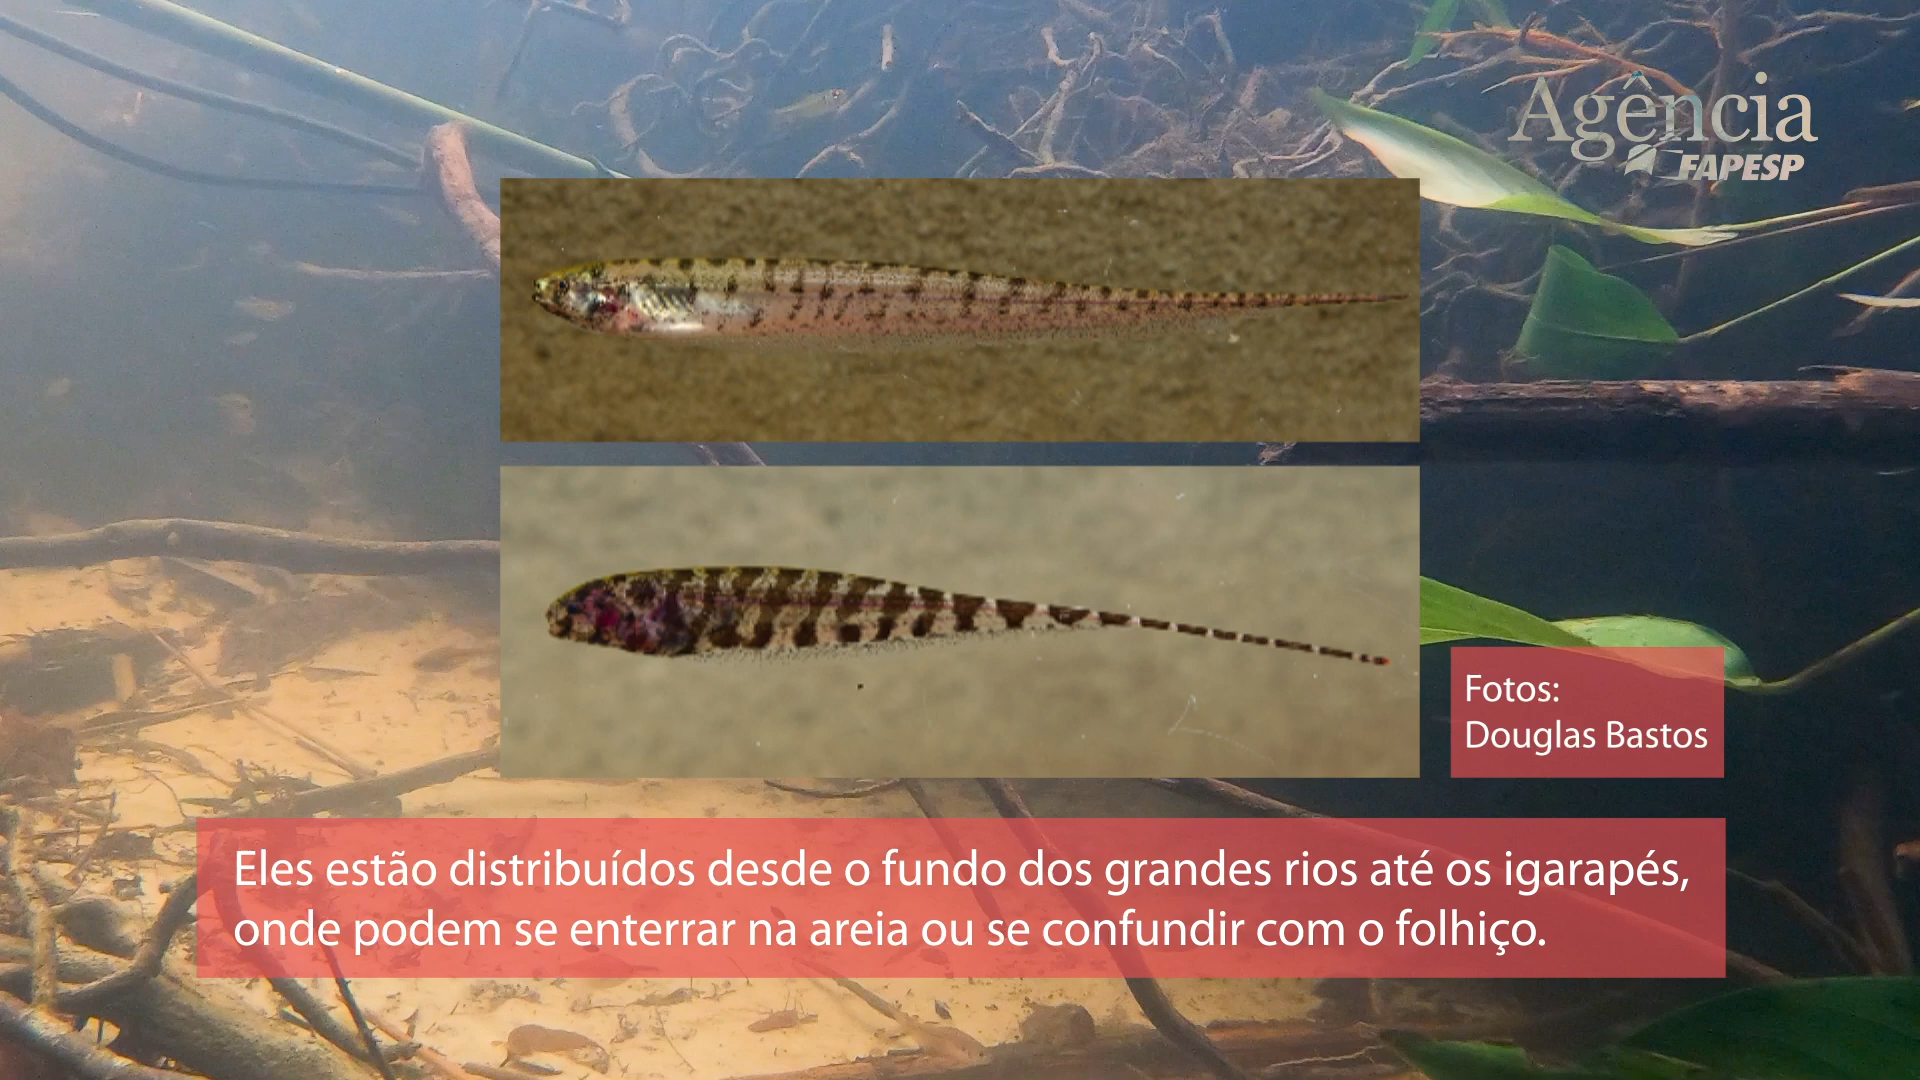 Agência
FAPESP
Fotos:
Douglas Bastos
Eles estão distribuídos desde o fundo dos grandes rios até os igarapés,
onde podem se enterrar na areia ou se confundir com o folhiço.